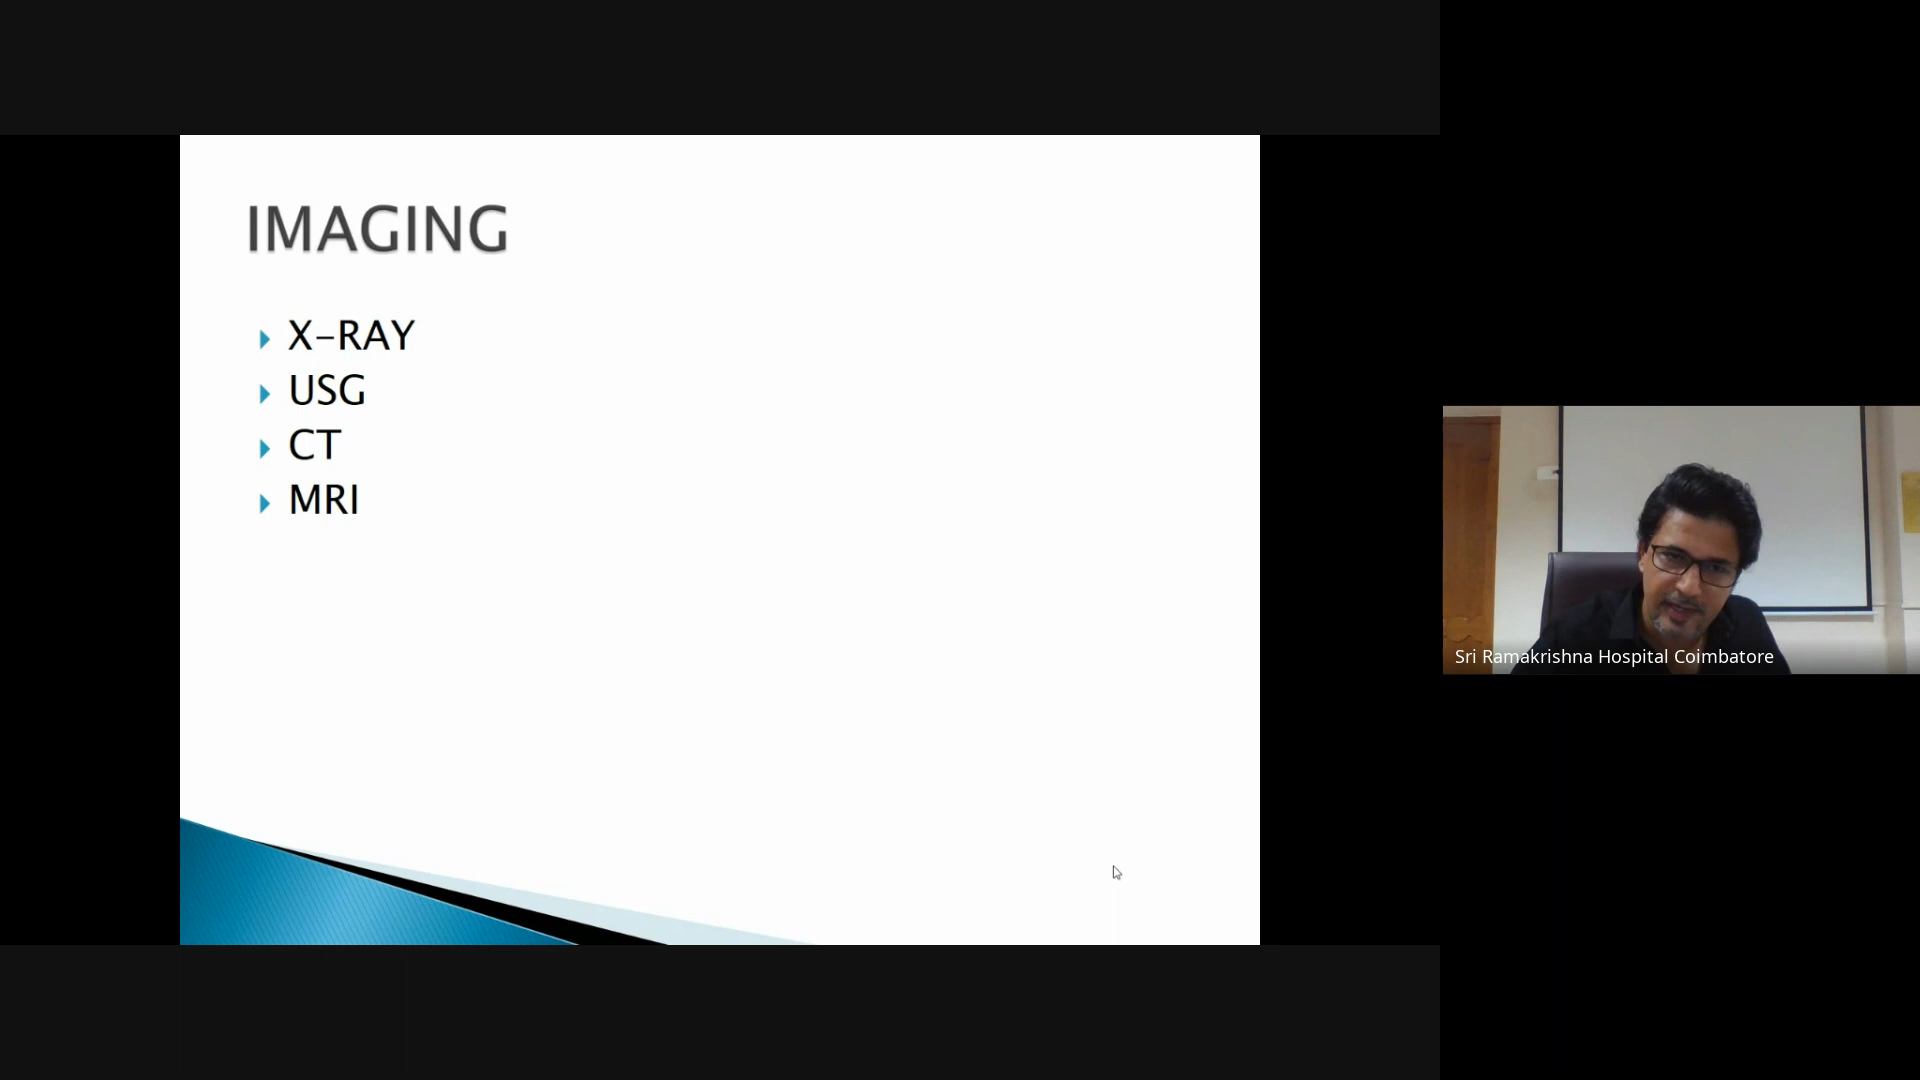 IMAGING
X-RAY
USG
CT
MRI
Sri Ramakrishna Hospital Coimbatore